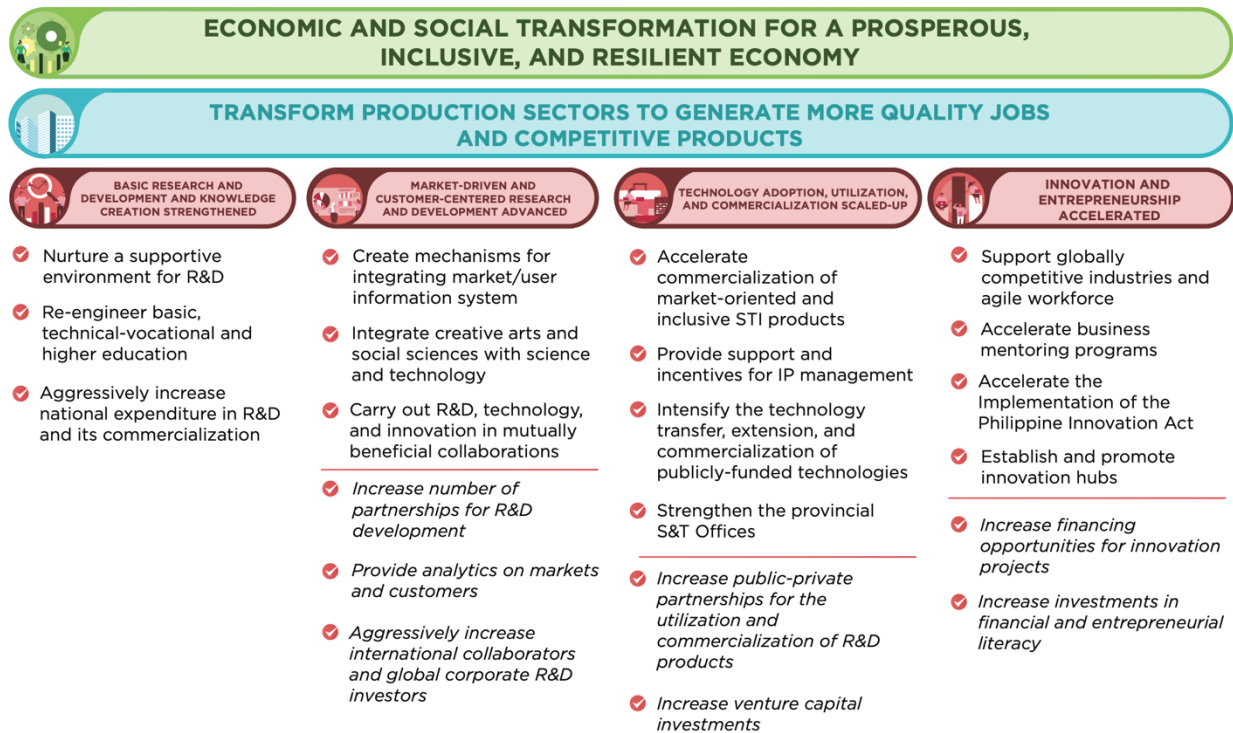 ECONOMIC AND SOCIAL TRANSFORMATION FOR A PROSPEROUS,
INCLUSIVE, AND RESILIENT ECONOMY
TRANSFORM PRODUCTION SECTORS TO GENERATE MORE QUALITY JOBS
AND COMPETITIVE PRODUCTS
BASIC RESEARCH AND
DEVELOPMENT AND KNOWLEDGE
CREATION STRENGTHENED
Nurture a supportive
environment for R&D
Re-engineer basic,
technical-vocational and
higher education
Aggressively increase
national expenditure in R&D
and its commercialization
MARKET-DRIVEN AND
CUSTOMER-CENTERED RESEARCH
AND DEVELOPMENT ADVANCED
Create mechanisms for
integrating market/user
information system
Integrate creative arts and
social sciences with science
and technology
Carry out R&D, technology,
and innovation in mutually
beneficial collaborations
Increase number of
partnerships for R&D
development
Provide analytics on markets
and customers
Aggressively increase
international collaborators
and global corporate R&D
investors
TECHNOLOGY ADOPTION, UTILIZATION,
AND COMMERCIALIZATION SCALED-UP
Accelerate
commercialization of
market-oriented and
inclusive STI products
Provide support and
incentives for IP management
Intensify the technology
transfer, extension, and
commercialization of
publicly-funded technologies
Strengthen the provincial
S&T Offices
Increase public-private
partnerships for the
utilization and
commercialization of R&D
products
Increase venture capital
investments
INNOVATION AND
ENTREPRENEURSHIP
ACCELERATED
Support globally
competitive industries and
agile workforce
Accelerate business
mentoring programs
Accelerate the
Implementation of the
Philippine Innovation Act
Establish and promote
innovation hubs
Increase financing
opportunities for innovation
projects
Increase investments in
financial and entrepreneurial
literacy